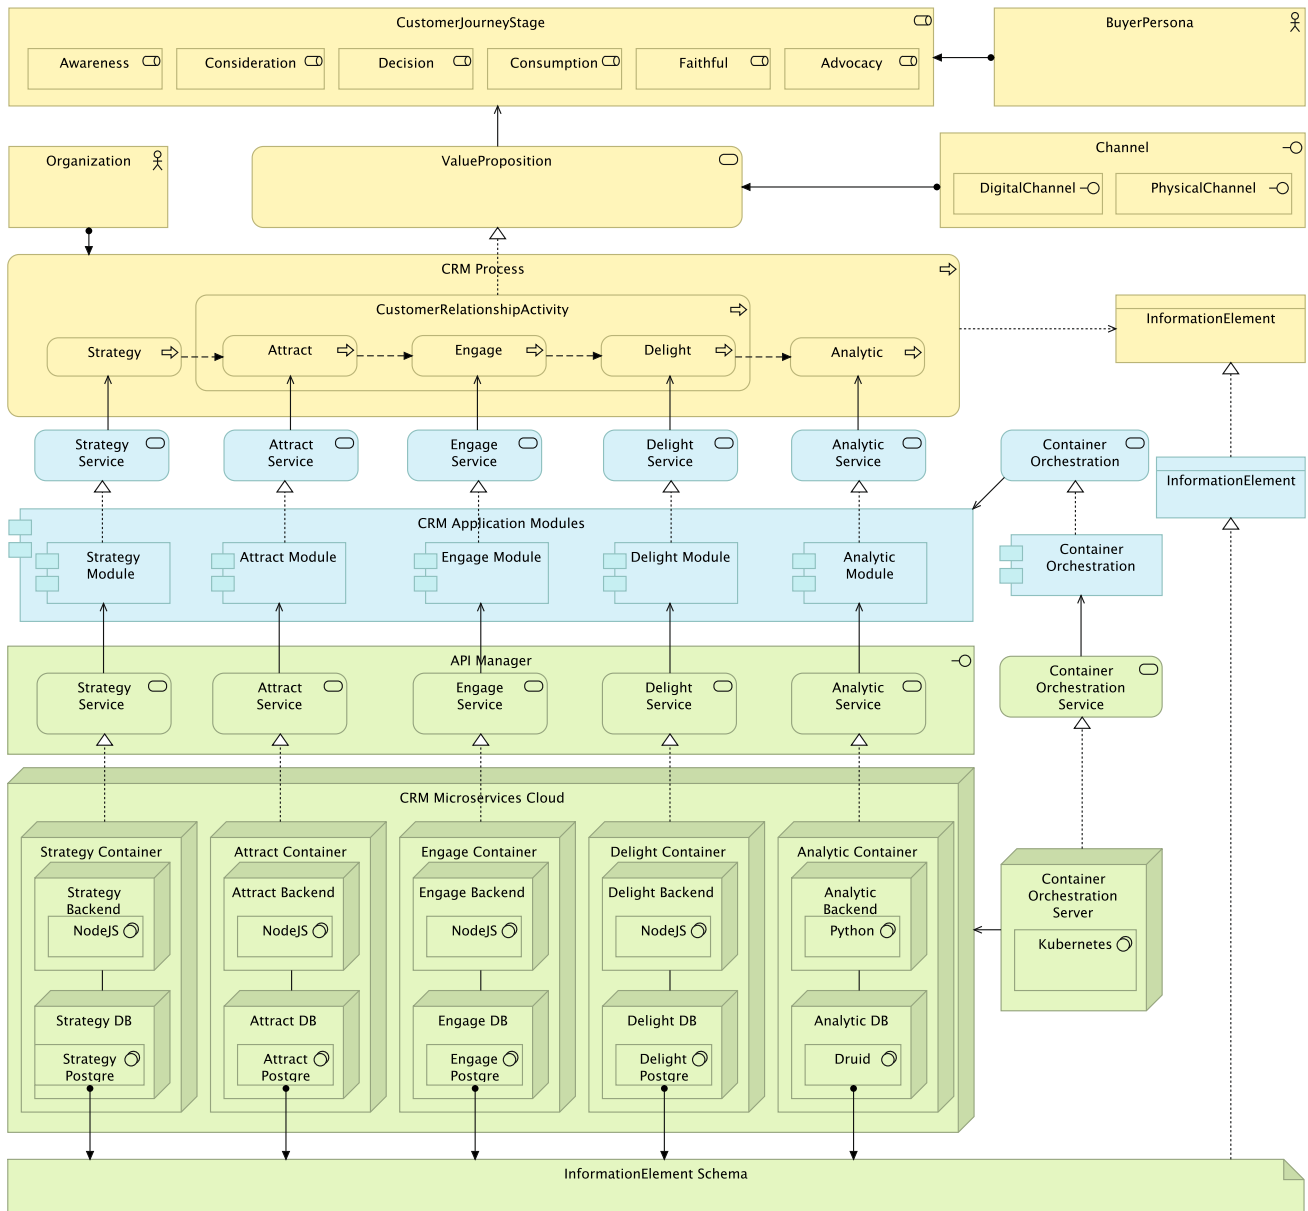 CustomerJourneyStage
BuyerPersona
Awareness
Consideration
Decision
Consumption
Faithful
Advocacy
Organization
ValueProposition
Channel
DigitalChannel
PhysicalChannel
CRM Process
CustomerRelationshipActivity
InformationElement
Strategy
Attract
Engage
Delight
Analytic
Strategy
Service
Attract
Service
Engage
Service
Delight
Service
Analytic
Service
Container
Orchestration
InformationElement
CRM Application Modules
Strategy
Module
Attract Module
Engage Module
Delight Module
Analytic
Module
Container
Orchestration
API Manager
Strategy
Service
Attract
Service
Engage
Service
Delight
Service
Analytic
Service
Container
Orchestration
Service
CRM Microservices Cloud
Strategy Container
Attract Container
Engage Container
Delight Container
Analytic Container
Strategy
Backend
NodeJS
Attract Backend
NodeJS
Engage Backend
NodeJS
Delight Backend
NodeJS
Analytic
Backend
Python
Container
Orchestration
Server
Kubernetes
Strategy DB
Strategy
Postgre
Attract DB
Attract
Postgre
Engage DB
Engage
Postgre
Delight DB
Delight
Postgre
Analytic DB
Druid
InformationElement Schema